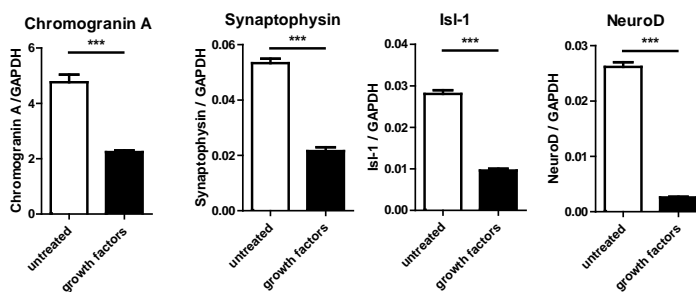 Chromogranin A
Chromogranin A /GAPDH
6
4
2
0
***
untreated
growth factors
Synaptophysin
Synaptophysin / GAPDH
0.06
0.04
0.02
0.00
***
untreated
growth factors
Isl-1
Isl-1 / GAPDH
0.04
0.03
0.02
0.01
0.00
***
untreated
growth factors
NeuroD
NeuroD / GAPDH
0.03
0.02
0.01
0.00
***
untreated
growth factors